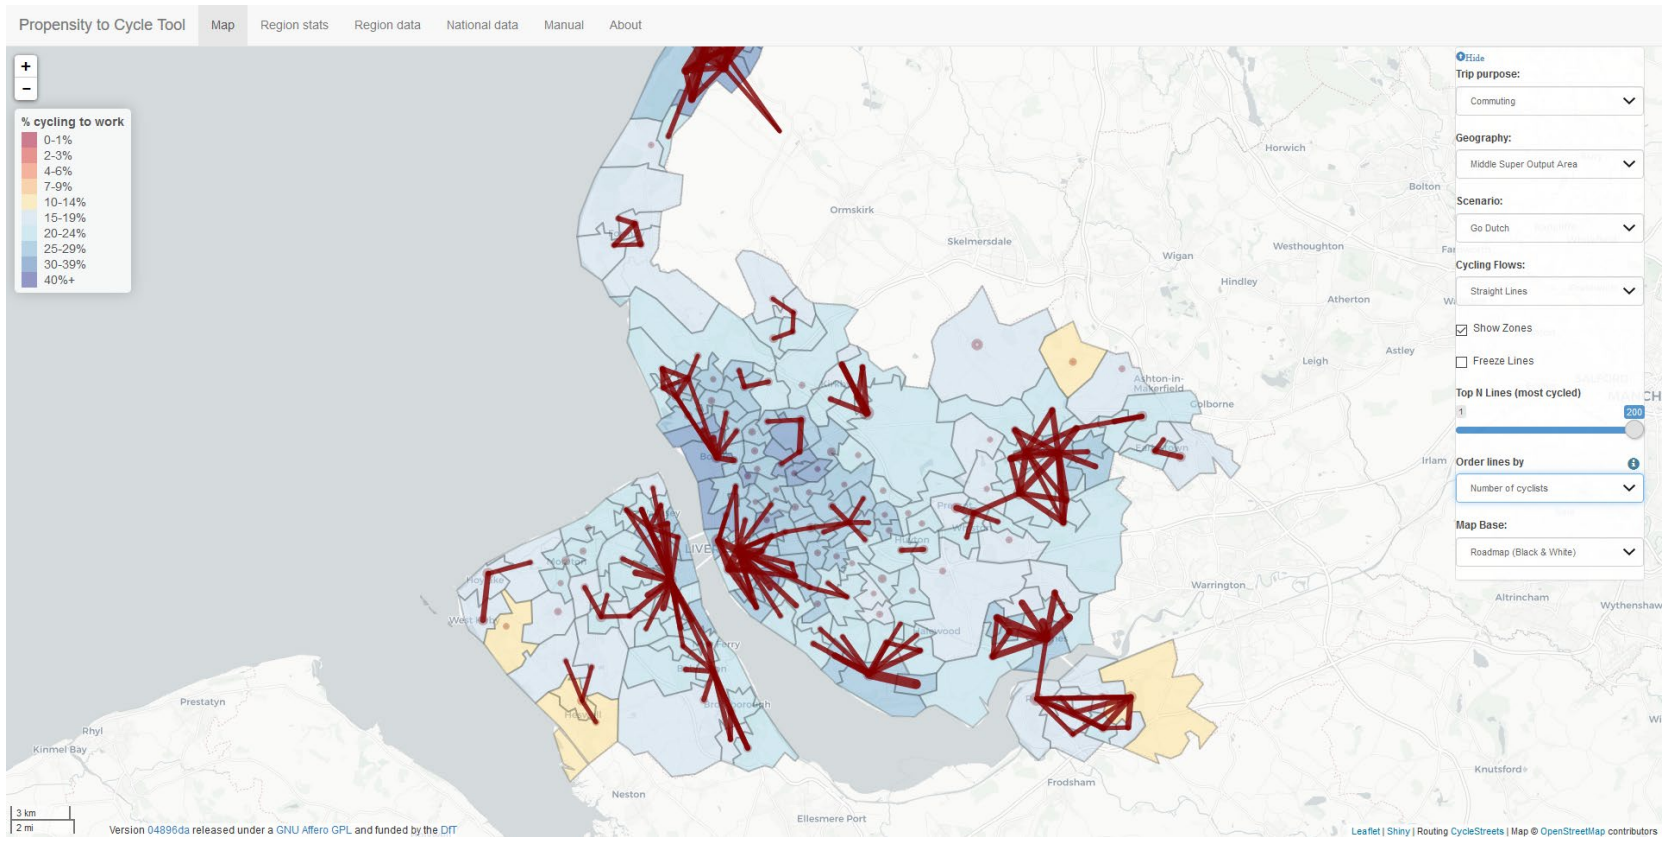 Propensity to Cycle Tool Map Region stats Region data National data Manual About
+
−
% cycling to work
0-1%
2-3%
4-6%
7-9%
10-14%
15-19%
20-24%
25-29%
30-39%
40%+
Hide
Trip purpose:
Commuting
Geography:
Middle Super Output Area
Scenario:
Go Dutch
Cycling Flows:
Straight Lines
Show Zones
Freeze Lines
Top N Lines (most cycled)
1
200
Order lines by
Number of cyclists
Map Base:
Roadmap (Black & White)
Horwich
Bolton
Ormskirk
Skelmersdale
Wigan
Westhoughton
Hindley
Atherton
Leigh
Astley
Ashton-in-
Makerfield
Golborne
Irlam
Warrington
Altrincham
Wythenshaw
Prestatyn
Rhyl
Kinmel Bay
Neston
Frodsham
Knutsford
Ellesmere Port
3 km
2 mi
Version 04896da released under a GNU Affero GPL and funded by the DfT
Leaflet | Shiny | Routing CycleStreets | Map © OpenStreetMap contributors